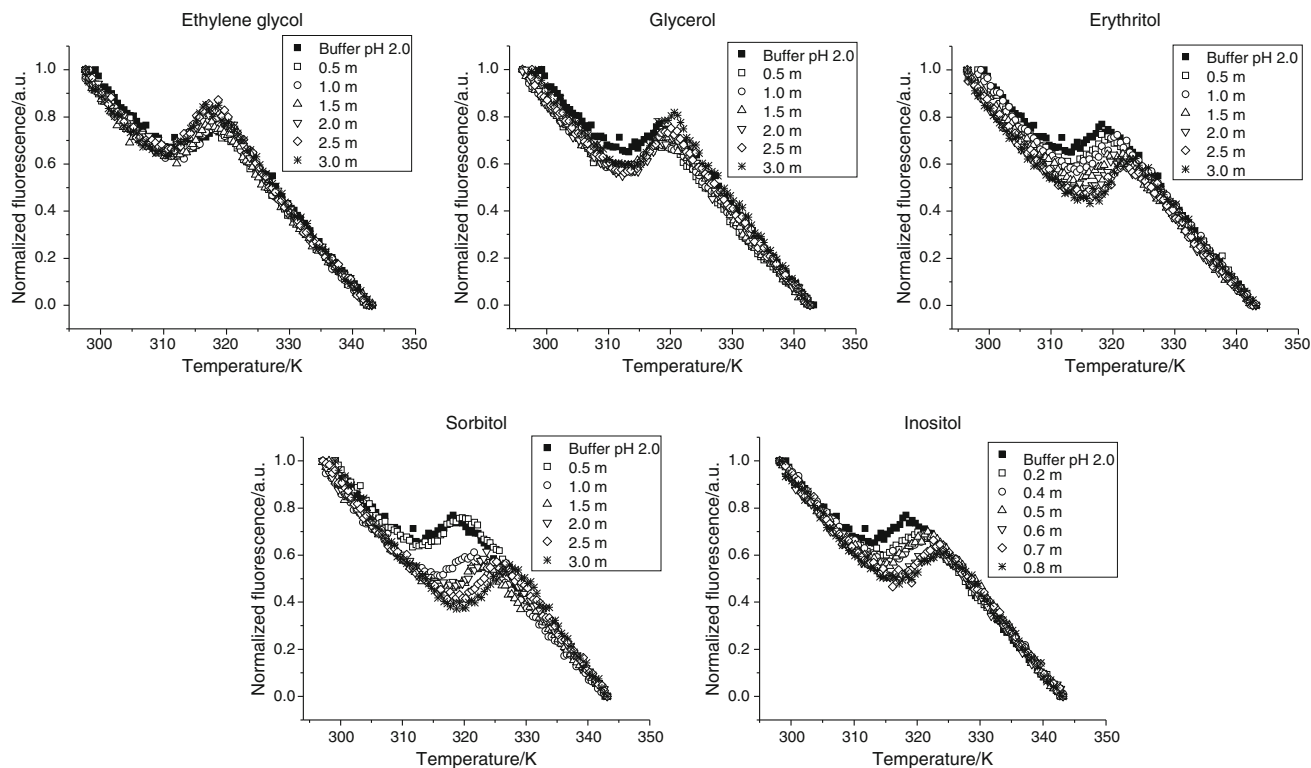 Ethylene glycol
Buffer pH 2.0
0.5 m
1.0 m
1.5 m
2.0 m
2.5 m
3.0 m
1.0
0.8
0.6
0.4
0.2
0.0
Normalized fluorescence/a.u.
300 310 320 330 340 350
Temperature/K
Glycerol
Buffer pH 2.0
0.5 m
1.0 m
1.5 m
2.0 m
2.5 m
3.0 m
1.0
0.8
0.6
0.4
0.2
0.0
Normalized fluorescence/a.u.
300 310 320 330 340 350
Temperature/K
Erythritol
Buffer pH 2.0
0.5 m
1.0 m
1.5 m
2.0 m
2.5 m
3.0 m
1.0
0.8
0.6
0.4
0.2
0.0
Normalized fluorescence/a.u.
300 310 320 330 340 350
Temperature/K
Sorbitol
Buffer pH 2.0
0.5 m
1.0 m
1.5 m
2.0 m
2.5 m
3.0 m
1.0
0.8
0.6
0.4
0.2
0.0
Normalized fluorescence/a.u.
300 310 320 330 340 350
Temperature/K
Inositol
Buffer pH 2.0
0.2 m
0.4 m
0.5 m
0.6 m
0.7 m
0.8 m
1.0
0.8
0.6
0.4
0.2
0.0
Normalized fluorescence/a.u.
300 310 320 330 340 350
Temperature/K